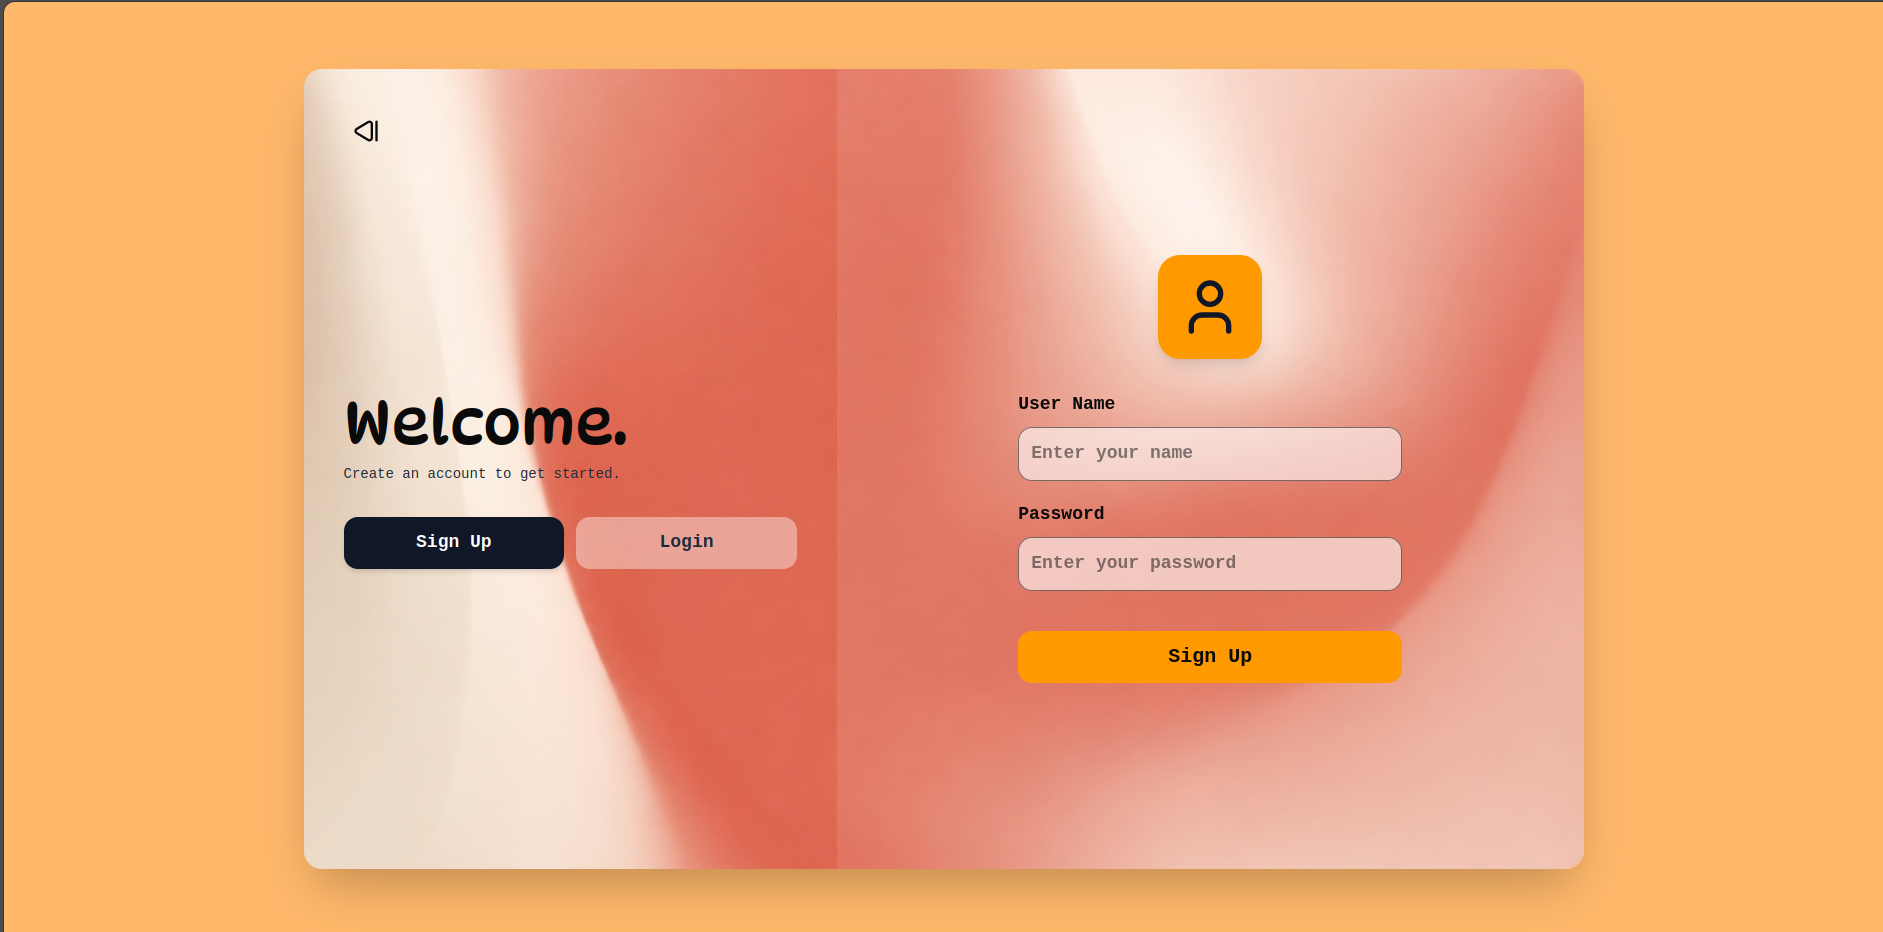 Welcome.
Create an account to get started.
Sign Up
Login
User Name
Enter your name
Password
Enter your password
Sign Up